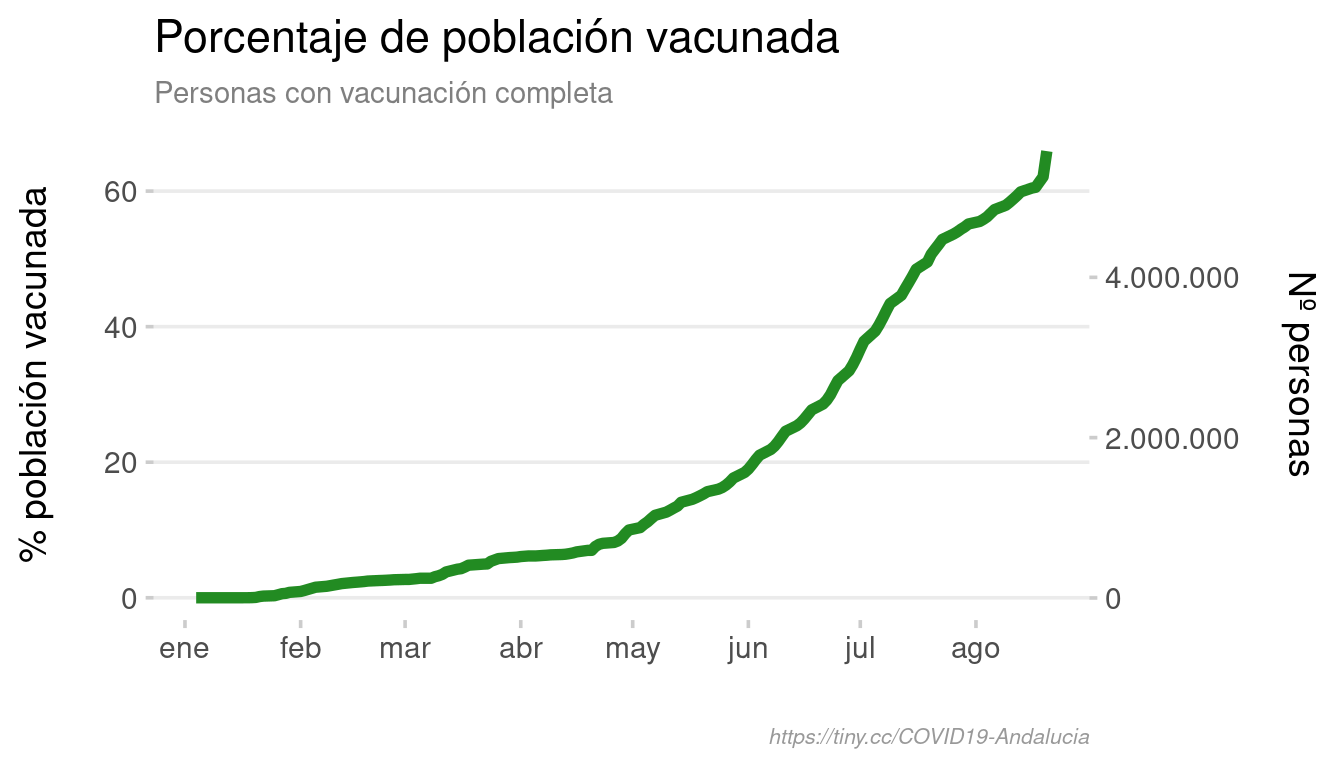 Porcentaje de población vacunada
Personas con vacunación completa
% población vacunada
60
40
20
0
4.000.000
2.000.000
0
Nº personas
ene feb mar abr may jun jul ago
https://tiny.cc/COVID19-Andalucia